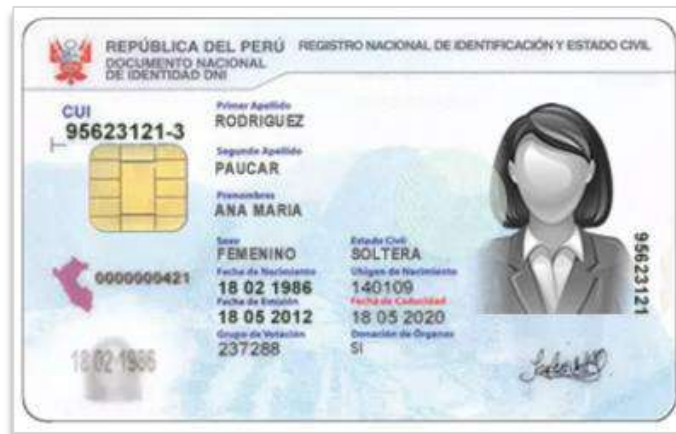 REPÚBLICA DEL PERÚ REGISTRO NACIONAL DE IDENTIFICACIÓN Y ESTADO CIVIL
DOCUMENTO NACIONAL
DE IDENTIDAD DNI
CUI
95623121-3
Primer Apellido
RODRIGUEZ
Segundo Apellido
PAUCAR
Prenombres
ANA MARIA
Sexo Estado Civil
FEMENINO SOLTERA
Fecha de Nacimiento Ubigeo de Nacimiento
18 02 1986 140109
Fecha de Emisión Fecha de Caducidad
18 05 2012 18 05 2020
Grupo de Votación Donación de Órganos
237288 SI
0000000421
18 02 1986
95623121